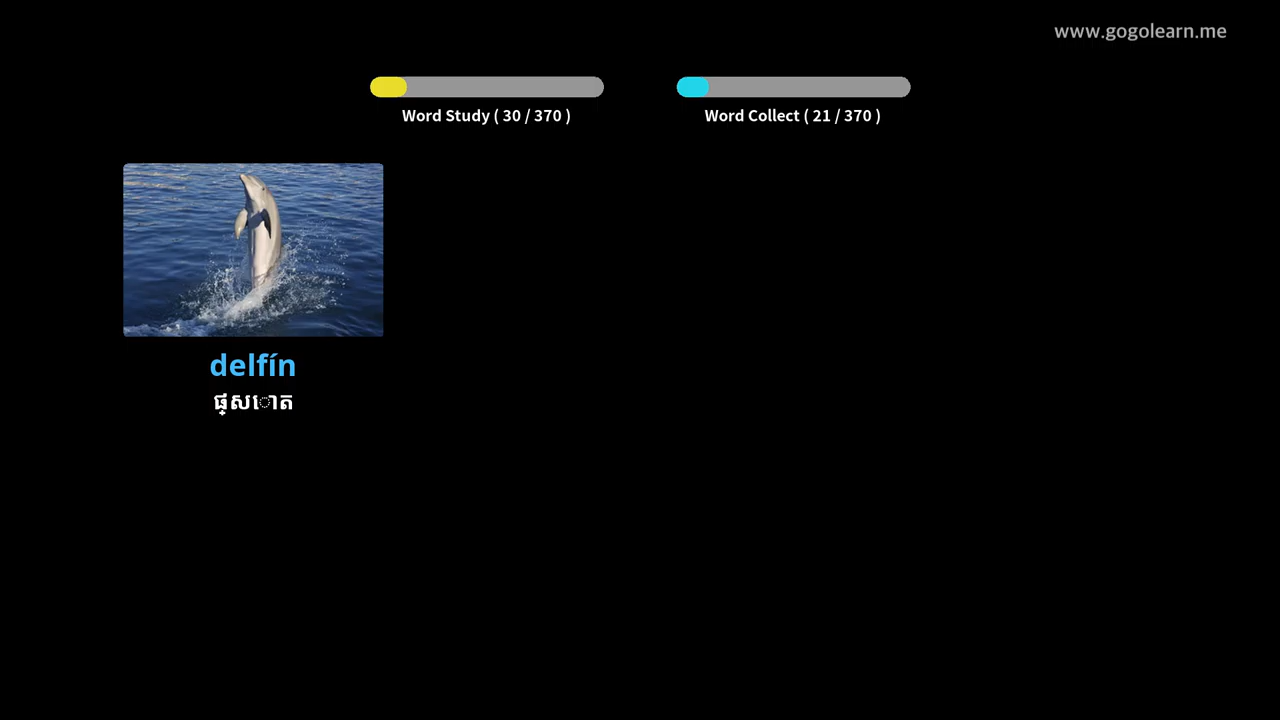 www.gogolearn.me
Word Study ( 30 / 370 )
Word Collect ( 21 / 370 )
delfín
ផ្សោត